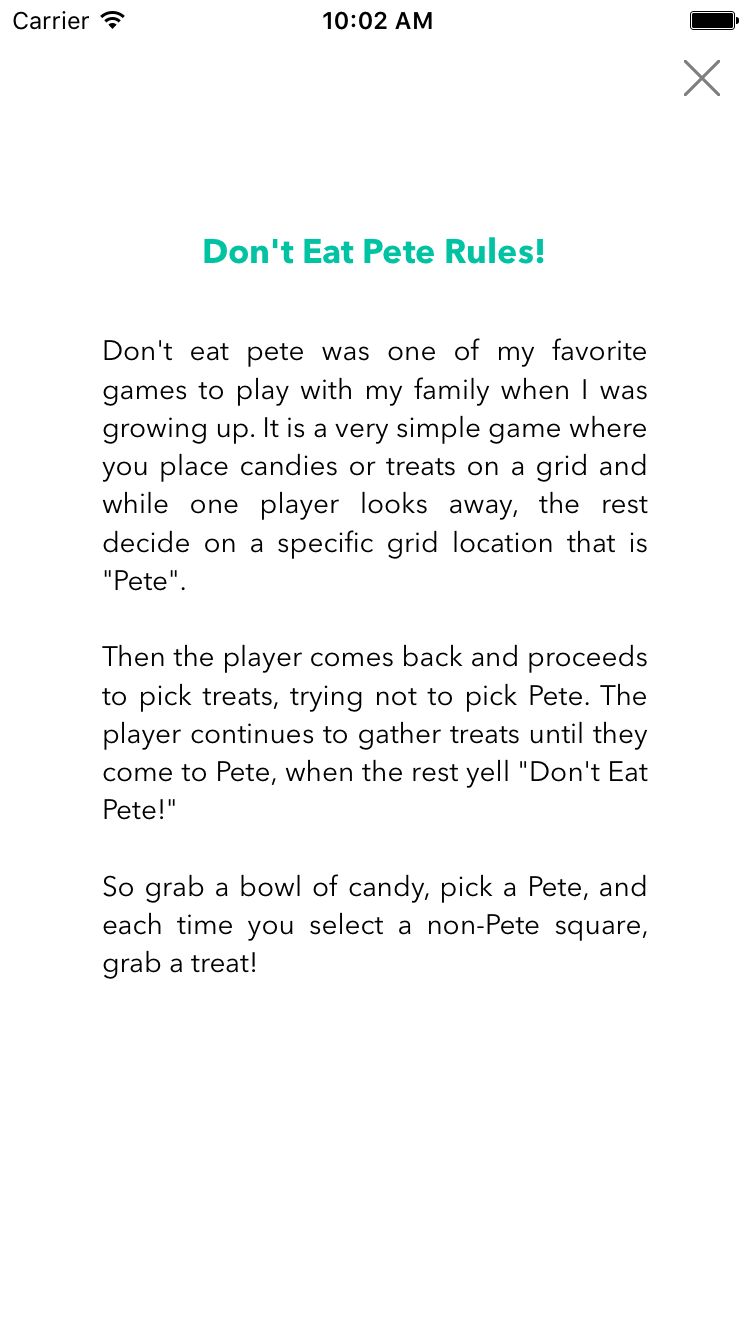 Carrier 10:02 AM
Don't Eat Pete Rules!
Don't eat pete was one of my favorite
games to play with my family when I was
growing up. It is a very simple game where
you place candies or treats on a grid and
while one player looks away, the rest
decide on a specific grid location that is
"Pete".
Then the player comes back and proceeds
to pick treats, trying not to pick Pete. The
player continues to gather treats until they
come to Pete, when the rest yell "Don't Eat
Pete!"
So grab a bowl of candy, pick a Pete, and
each time you select a non-Pete square,
grab a treat!